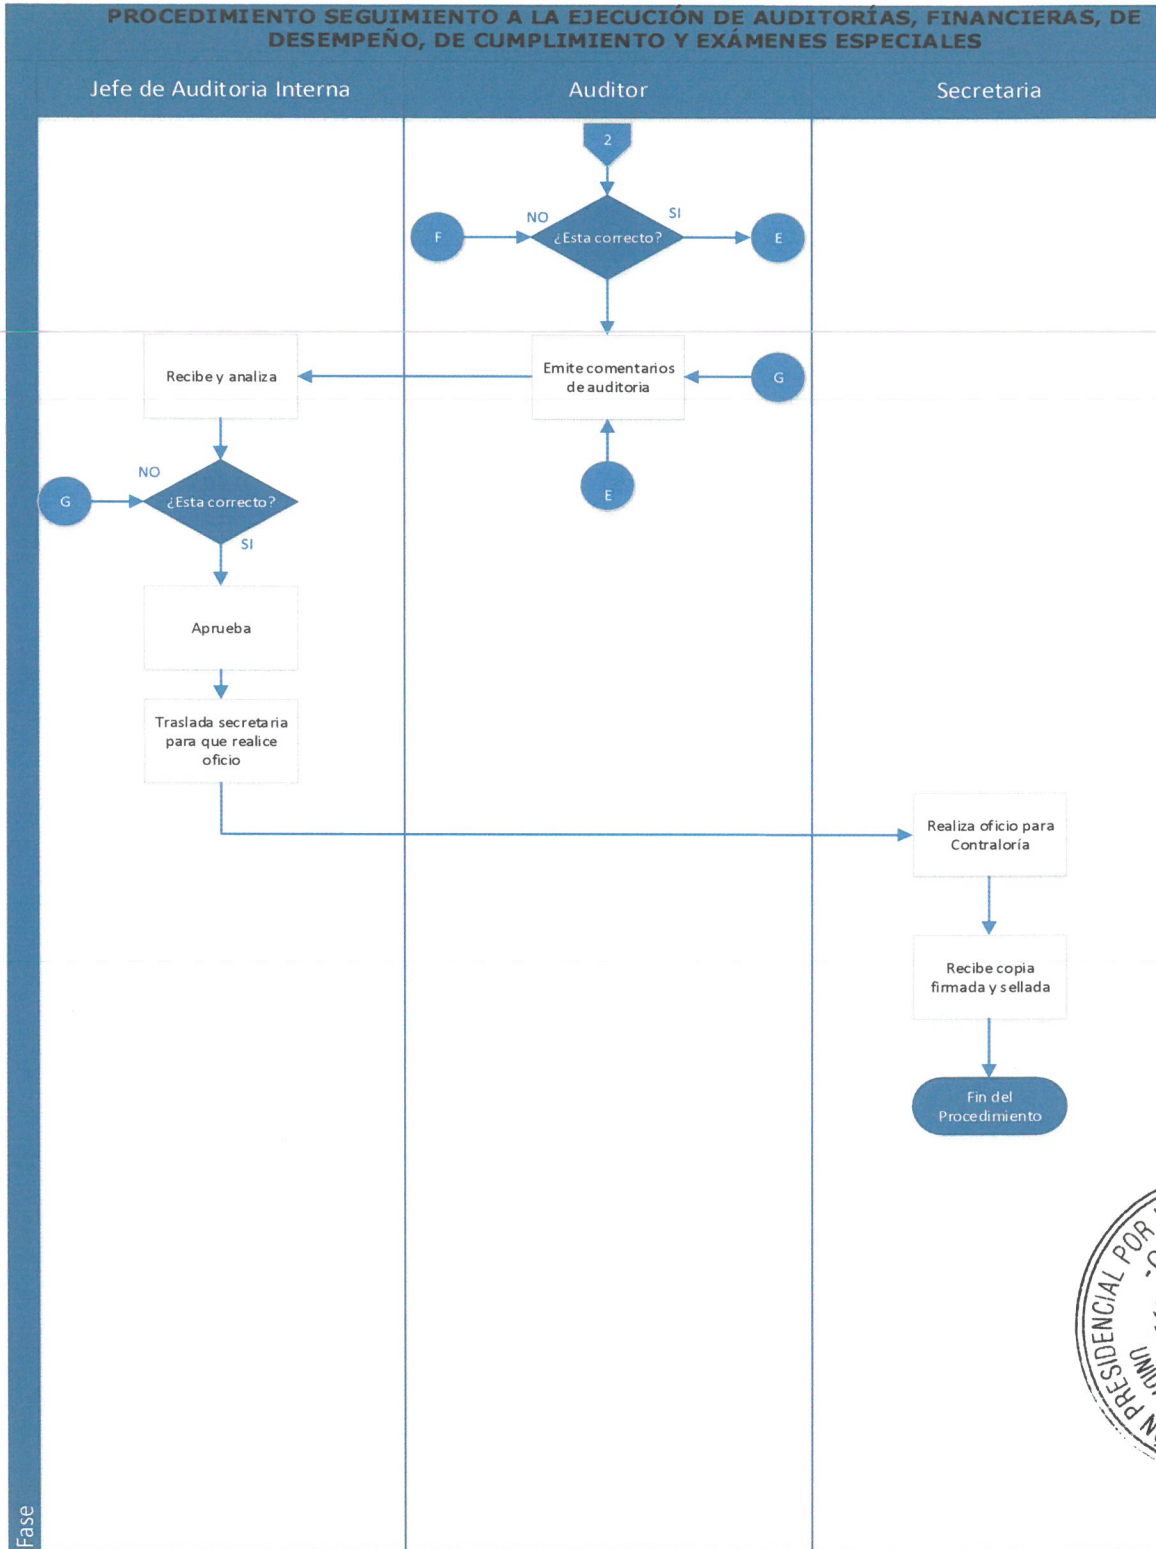 PROCEDIMIENTO SEGUIMIENTO A LA EJECUCIÓN DE AUDITORÍAS, FINANCIERAS, DE
DESEMPEÑO, DE CUMPLIMIENTO Y EXÁMENES ESPECIALES
Jefe de Auditoria Interna
Auditor
Secretaria
2
F
NO
¿Esta correcto?
SI
E
Recibe y analiza
Emite comentarios
de auditoria
G
E
G
NO
¿Esta correcto?
SI
Aprueba
Traslada secretaria
para que realice
oficio
Realiza oficio para
Contraloría
Recibe copia
firmada y sellada
Fin del
Procedimiento
PRESIDENCIAL POR
Fase